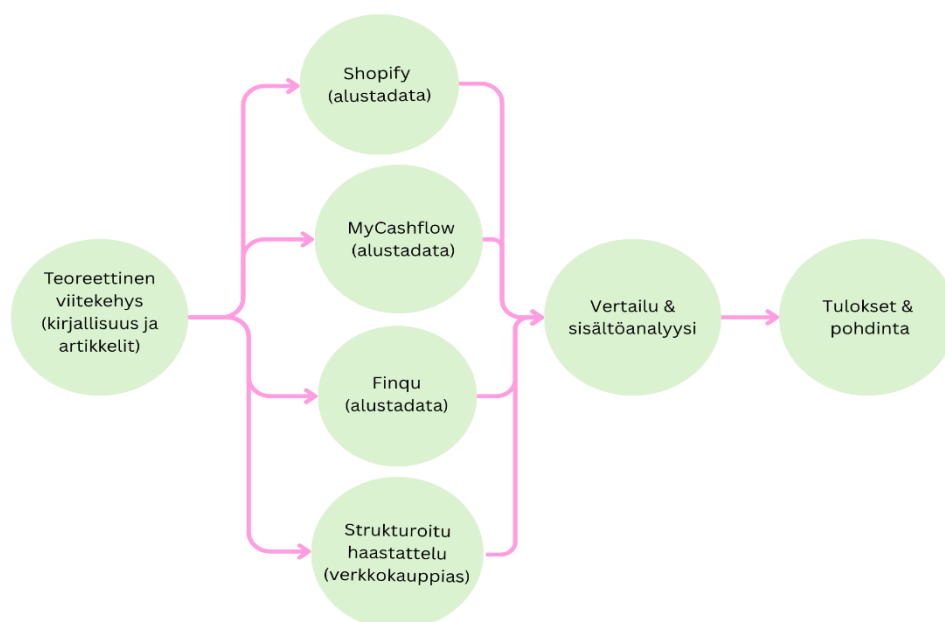 Teoreettinen
viitekehys
(kirjallisuus ja
artikkelit)
Shopify
(alustadata)
MyCashflow
(alustadata)
Finqu
(alustadata)
Strukturoitu
haastattelu
(verkkokauppias)
Vertailu &
sisältöanalyysi
Tulokset &
pohdinta